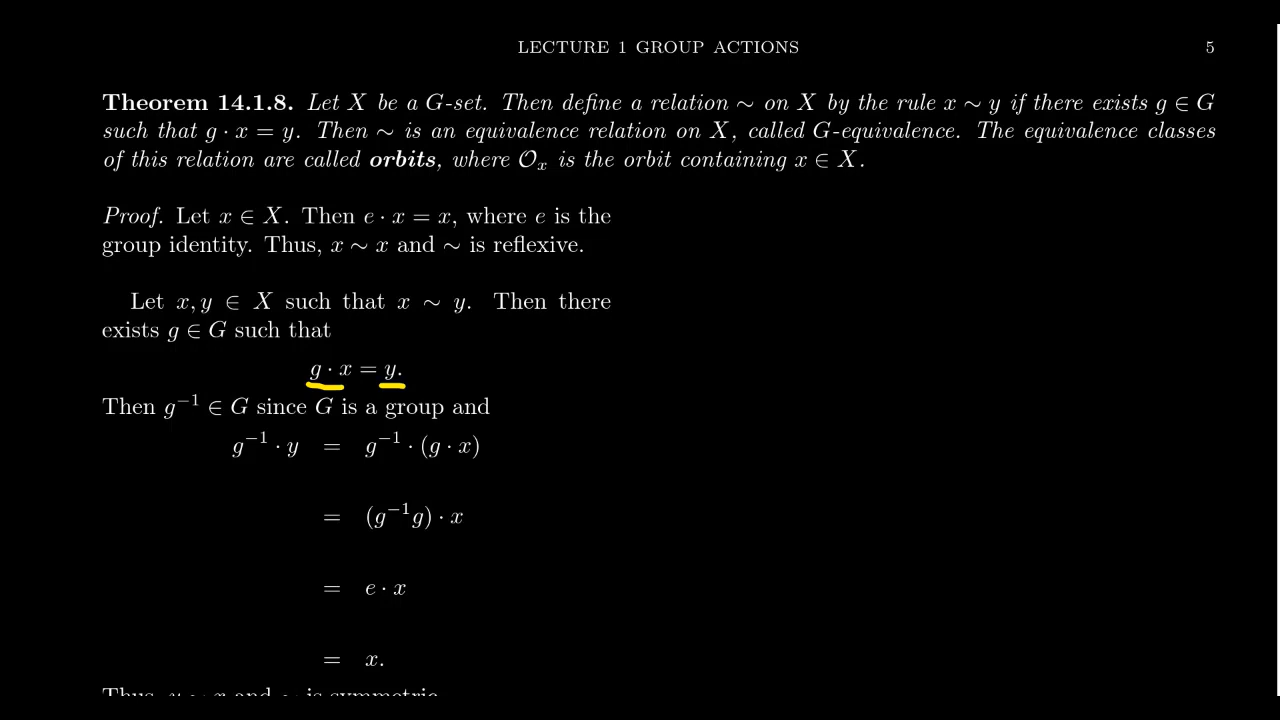 LECTURE 1 GROUP ACTIONS 5
Theorem 14.1.8. Let X be a G-set. Then define a relation ∼ on X by the rule x ∼ y if there exists g ∈ G
such that g · x = y. Then ∼ is an equivalence relation on X, called G-equivalence. The equivalence classes
of this relation are called orbits, where 𝒪ₓ is the orbit containing x ∈ X.
Proof. Let x ∈ X. Then e · x = x, where e is the
group identity. Thus, x ∼ x and ∼ is reflexive.
Let x, y ∈ X such that x ∼ y. Then there
exists g ∈ G such that
g · x = y.
Then g⁻¹ ∈ G since G is a group and
g⁻¹ · y = g⁻¹ · (g · x)
= (g⁻¹g) · x
= e · x
= x.
Thus, y ∼ x and ∼ is symmetric.